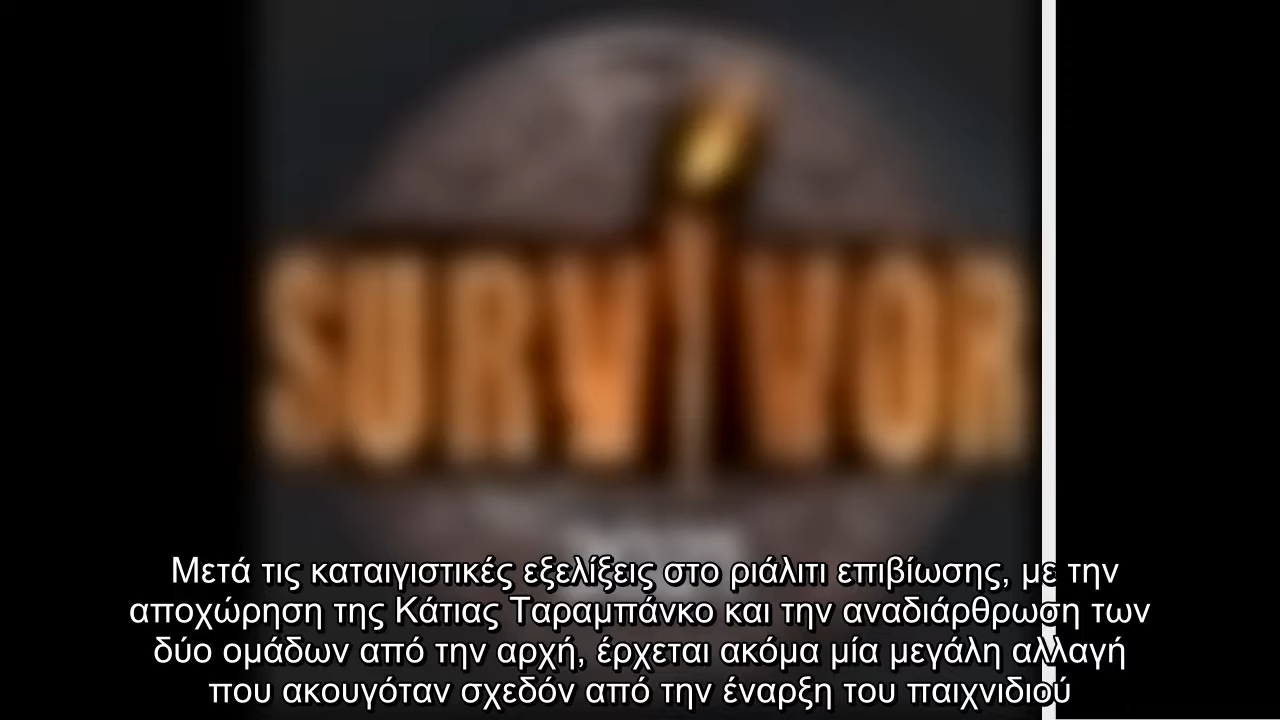 SURVIVOR
Μετά τις καταιγιστικές εξελίξεις στο ριάλιτι επιβίωσης, με την
αποχώρηση της Κάτιας Ταραμπάνκο και την αναδιάρθρωση των
δύο ομάδων από την αρχή, έρχεται ακόμα μία μεγάλη αλλαγή
που ακουγόταν σχεδόν από την έναρξη του παιχνιδιού